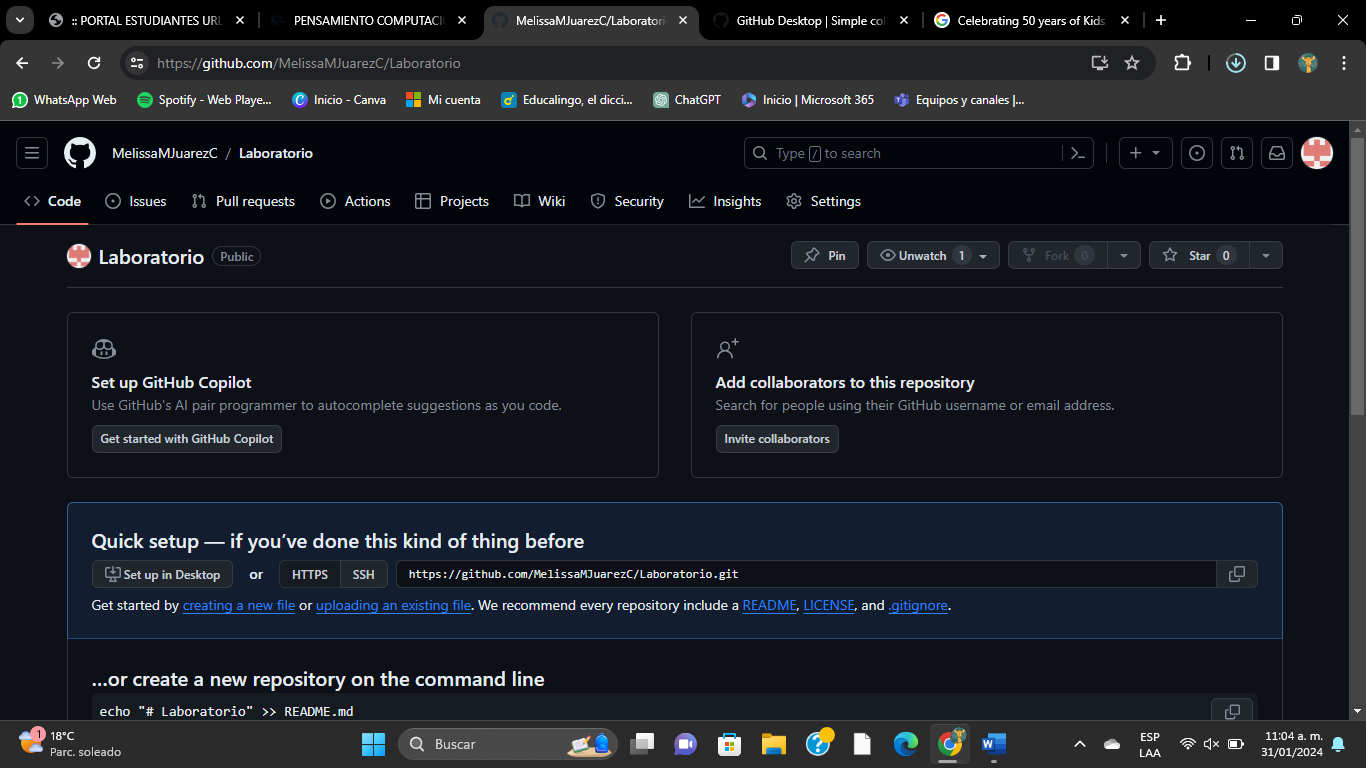 :: PORTAL ESTUDIANTES URL
PENSAMIENTO COMPUTACI
MelissaMJuarezC/Laboratori
GitHub Desktop | Simple col
Celebrating 50 years of Kids
https://github.com/MelissaMJuarezC/Laboratorio
WhatsApp Web
Spotify - Web Playe...
Inicio - Canva
Mi cuenta
Educalingo, el dicci...
ChatGPT
Inicio | Microsoft 365
Equipos y canales |...
MelissaMJuarezC / Laboratorio
Type / to search
Code
Issues
Pull requests
Actions
Projects
Wiki
Security
Insights
Settings
Laboratorio
Public
Pin
Unwatch 1
Fork 0
Star 0
Set up GitHub Copilot
Use GitHub's AI pair programmer to autocomplete suggestions as you code.
Get started with GitHub Copilot
Add collaborators to this repository
Search for people using their GitHub username or email address.
Invite collaborators
Quick setup — if you’ve done this kind of thing before
Set up in Desktop or HTTPS SSH https://github.com/MelissaMJuarezC/Laboratorio.git
Get started by creating a new file or uploading an existing file. We recommend every repository include a README, LICENSE, and .gitignore.
…or create a new repository on the command line
echo "# Laboratorio" >> README.md
1
18°C
Parc. soleado
Buscar
ESP
LAA
11:04 a. m.
31/01/2024